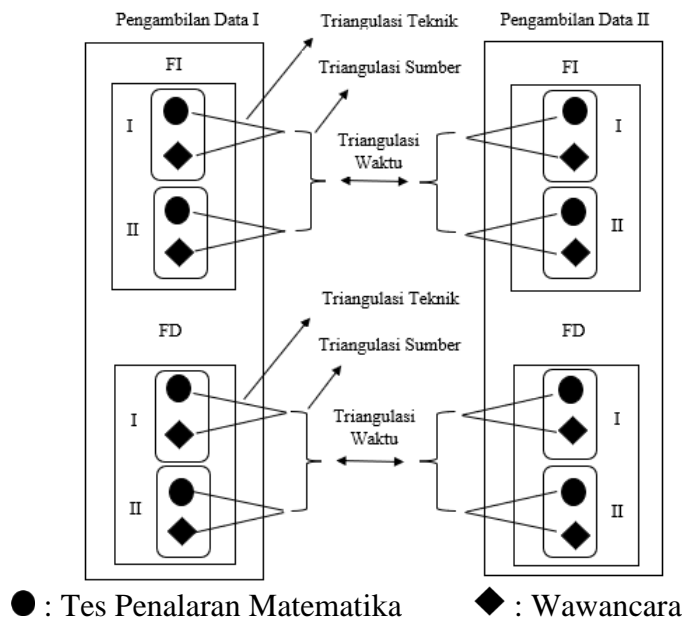 Pengambilan Data I
Triangulasi Teknik
Pengambilan Data II
FI
Triangulasi Sumber
FI
I
I
Triangulasi
Waktu
II
II
Triangulasi Teknik
FD
FD
Triangulasi Sumber
I
I
Triangulasi
Waktu
II
II
: Tes Penalaran Matematika
: Wawancara